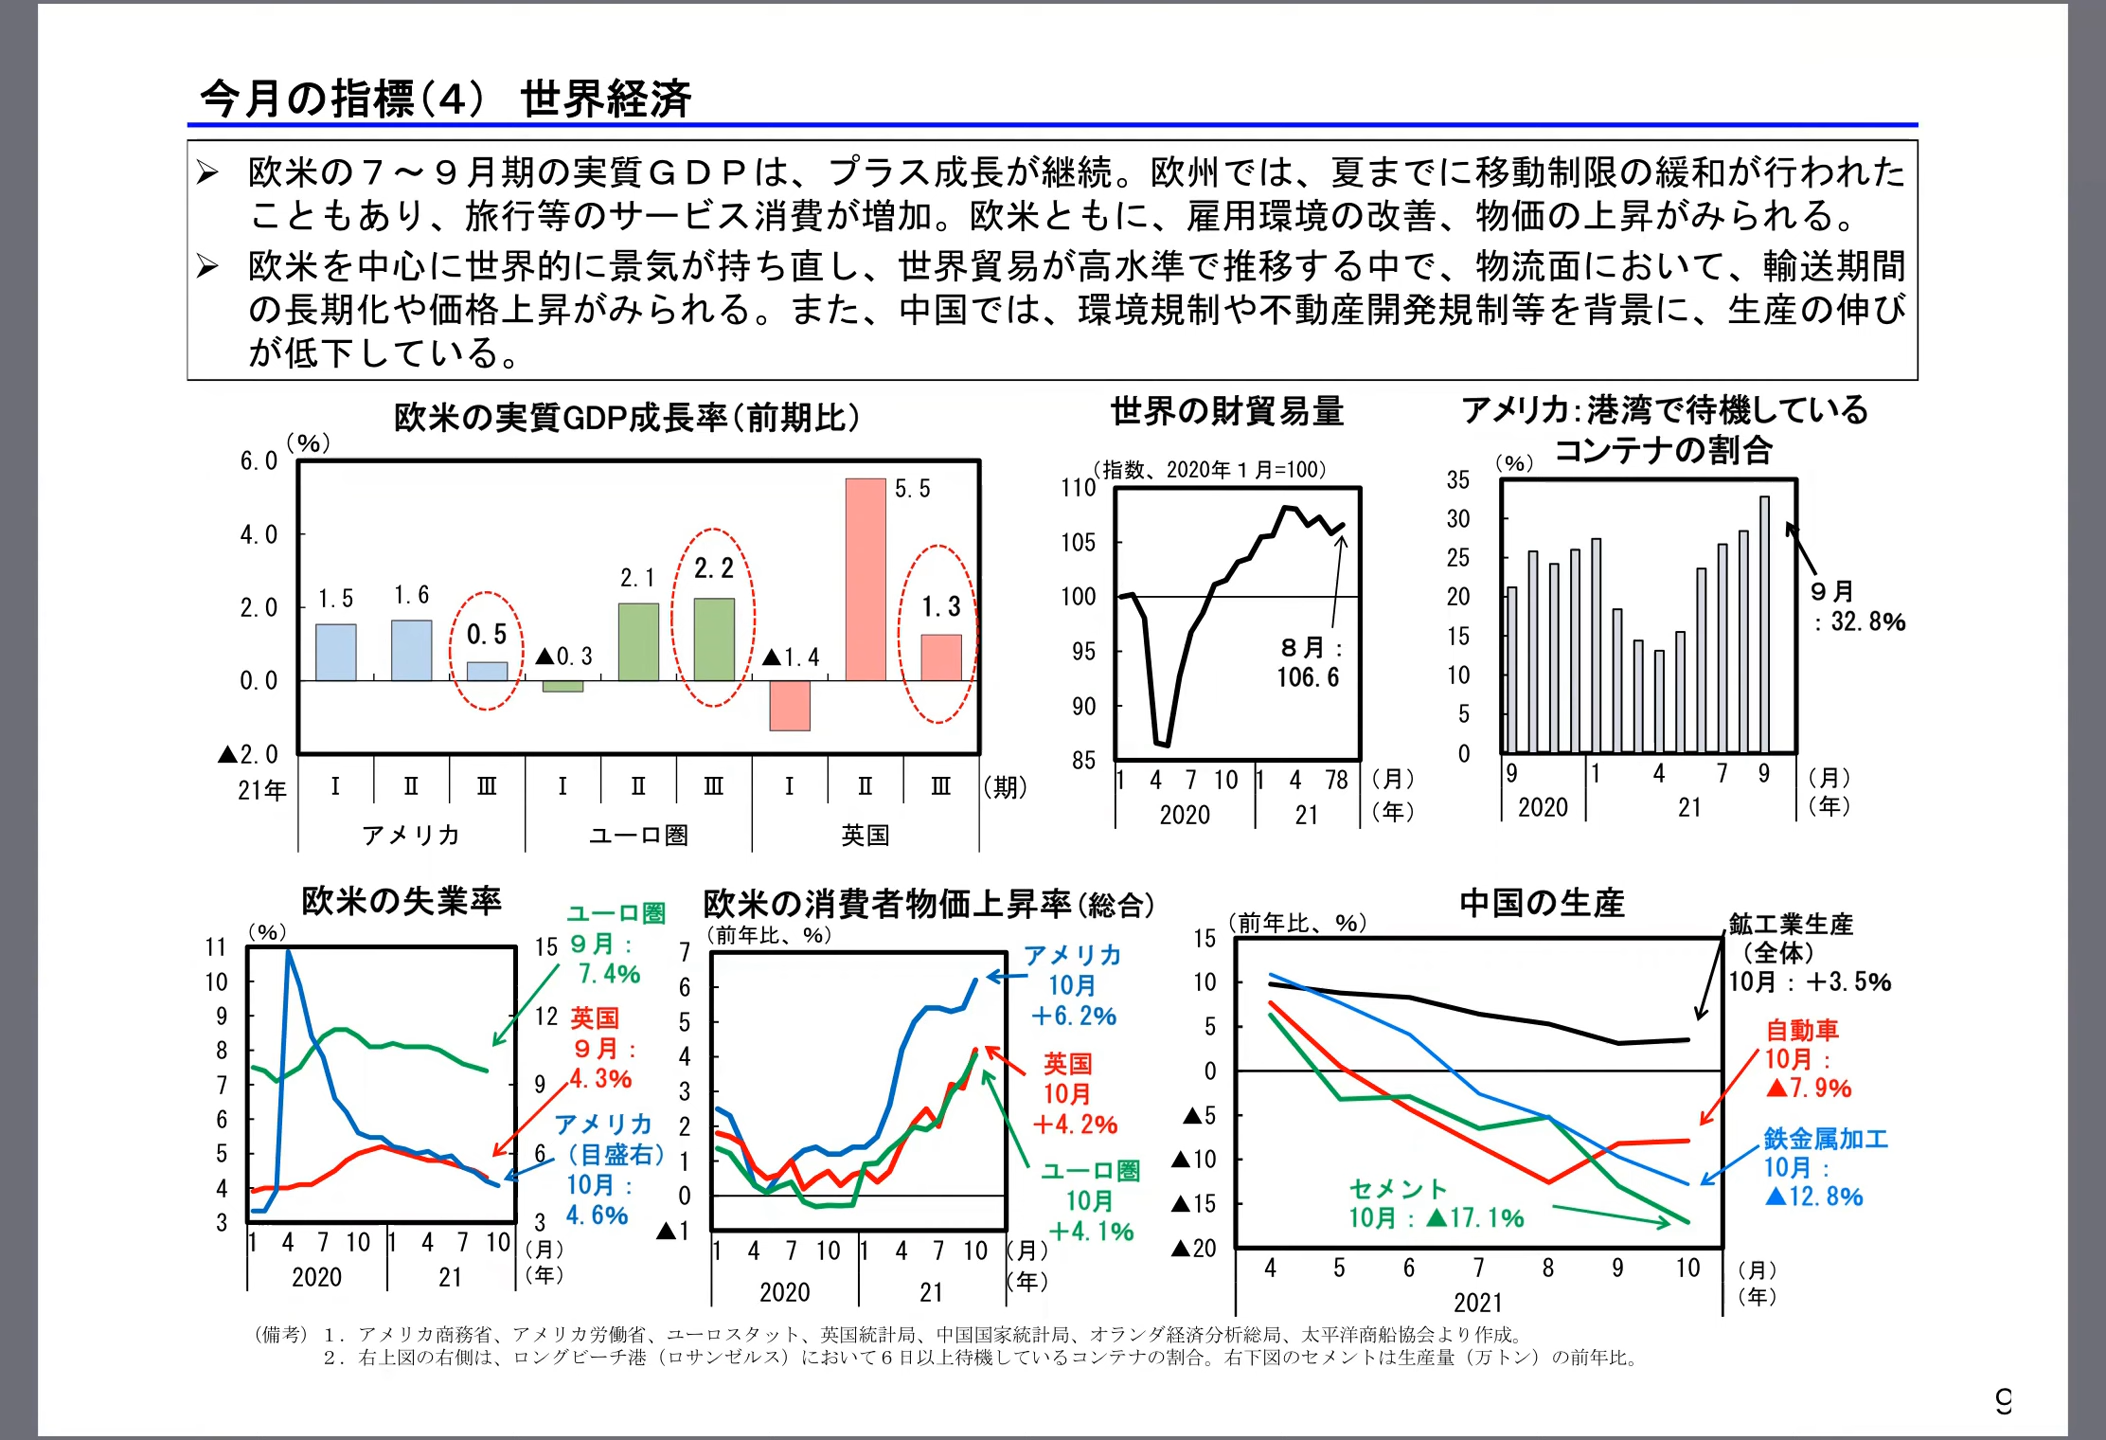 今月の指標(4)　世界経済
➢ 欧米の７～９月期の実質ＧＤＰは、プラス成長が継続。欧州では、夏までに移動制限の緩和が行われた
こともあり、旅行等のサービス消費が増加。欧米ともに、雇用環境の改善、物価の上昇がみられる。
➢ 欧米を中心に世界的に景気が持ち直し、世界貿易が高水準で推移する中で、物流面において、輸送期間
の長期化や価格上昇がみられる。また、中国では、環境規制や不動産開発規制等を背景に、生産の伸び
が低下している。
欧米の実質GDP成長率(前期比)
(%)
6.0
4.0
2.0
0.0
▲2.0
1.5
1.6
0.5
▲0.3
2.1
2.2
▲1.4
5.5
1.3
21年 Ⅰ Ⅱ Ⅲ Ⅰ Ⅱ Ⅲ Ⅰ Ⅱ Ⅲ (期)
アメリカ ユーロ圏 英国
世界の財貿易量
(指数、2020年１月=100)
110
105
100
95
90
85
８月：
106.6
1 4 7 10 1 4 78 (月)
2020 21 (年)
アメリカ：港湾で待機している
コンテナの割合
(%)
35
30
25
20
15
10
5
0
９月
：32.8%
9 1 4 7 9 (月)
2020 21 (年)
欧米の失業率
(%)
11
10
9
8
7
6
5
4
3
15
12
9
6
3
ユーロ圏
９月：
7.4%
英国
９月：
4.3%
アメリカ
(目盛右)
10月：
4.6%
1 4 7 10 1 4 7 10 (月)
2020 21 (年)
欧米の消費者物価上昇率(総合)
(前年比、%)
7
6
5
4
3
2
1
0
▲1
アメリカ
10月
+6.2%
英国
10月
+4.2%
ユーロ圏
10月
+4.1%
1 4 7 10 1 4 7 10 (月)
2020 21 (年)
中国の生産
(前年比、%)
15
10
5
0
▲5
▲10
▲15
▲20
鉱工業生産
(全体)
10月：+3.5%
自動車
10月：
▲7.9%
鉄金属加工
10月：
▲12.8%
セメント
10月：▲17.1%
4 5 6 7 8 9 10 (月)
2021 (年)
(備考) １．アメリカ商務省、アメリカ労働省、ユーロスタット、英国統計局、中国国家統計局、オランダ経済分析総局、太平洋商船協会より作成。
２．右上図の右側は、ロングビーチ港（ロサンゼルス）において６日以上待機しているコンテナの割合。右下図のセメントは生産量（万トン）の前年比。
9